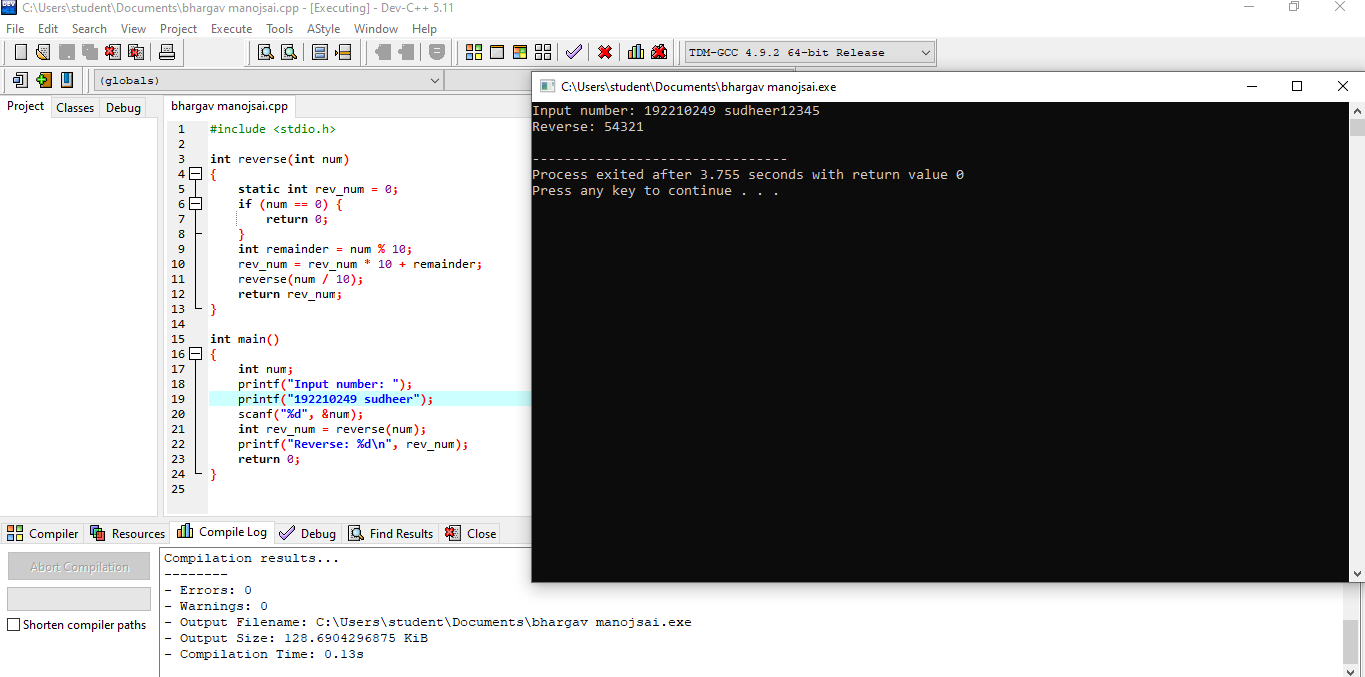 C:\Users\student\Documents\bhargav manojsai.cpp - [Executing] - Dev-C++ 5.11
File Edit Search View Project Execute Tools AStyle Window Help
TDM-GCC 4.9.2 64-bit Release
(globals)
Project Classes Debug
bhargav manojsai.cpp
1 #include <stdio.h>
2
3 int reverse(int num)
4 {
5 static int rev_num = 0;
6 if (num == 0) {
7 return 0;
8 }
9 int remainder = num % 10;
10 rev_num = rev_num * 10 + remainder;
11 reverse(num / 10);
12 return rev_num;
13 }
14
15 int main()
16 {
17 int num;
18 printf("Input number: ");
19 printf("192210249 sudheer");
20 scanf("%d", &num);
21 int rev_num = reverse(num);
22 printf("Reverse: %d\n", rev_num);
23 return 0;
24 }
25
C:\Users\student\Documents\bhargav manojsai.exe
Input number: 192210249 sudheer12345
Reverse: 54321
--------------------------------
Process exited after 3.755 seconds with return value 0
Press any key to continue . . .
Compiler Resources Compile Log Debug Find Results Close
Abort Compilation
Shorten compiler paths
Compilation results...
--------
- Errors: 0
- Warnings: 0
- Output Filename: C:\Users\student\Documents\bhargav manojsai.exe
- Output Size: 128.6904296875 KiB
- Compilation Time: 0.13s